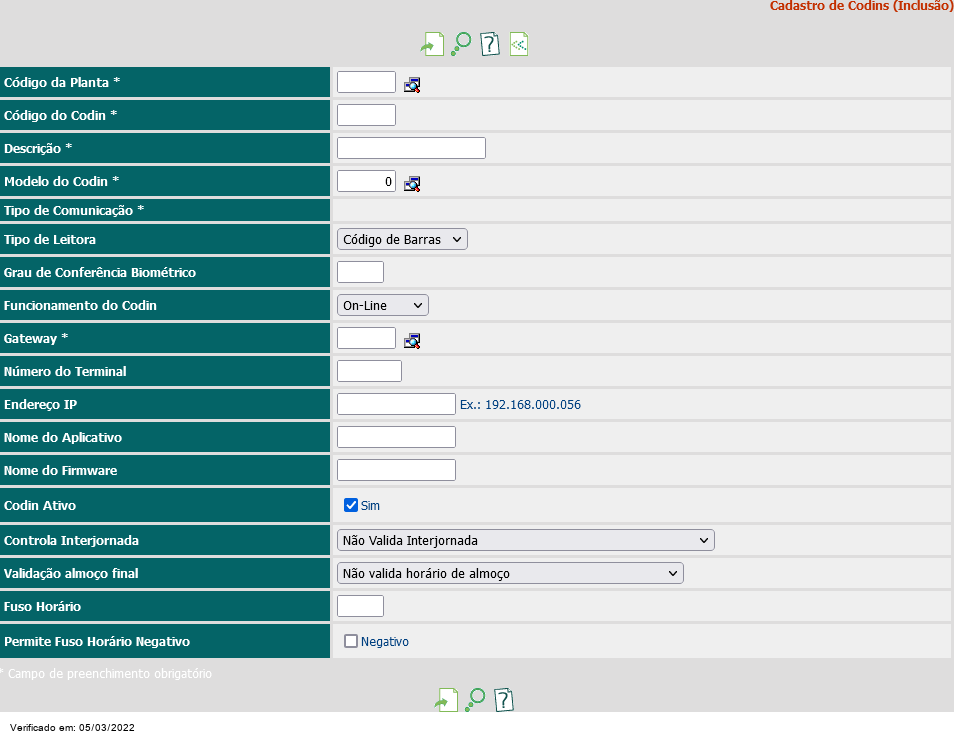 Cadastro de Codins (Inclusão)
Código da Planta *
Código do Codin *
Descrição *
Modelo do Codin * 0
Tipo de Comunicação *
Tipo de Leitora Código de Barras
Grau de Conferência Biométrico
Funcionamento do Codin On-Line
Gateway *
Número do Terminal
Endereço IP Ex.: 192.168.000.056
Nome do Aplicativo
Nome do Firmware
Codin Ativo Sim
Controla Interjornada Não Valida Interjornada
Validação almoço final Não valida horário de almoço
Fuso Horário
Permite Fuso Horário Negativo Negativo
* Campo de preenchimento obrigatório
Verificado em: 05/03/2022